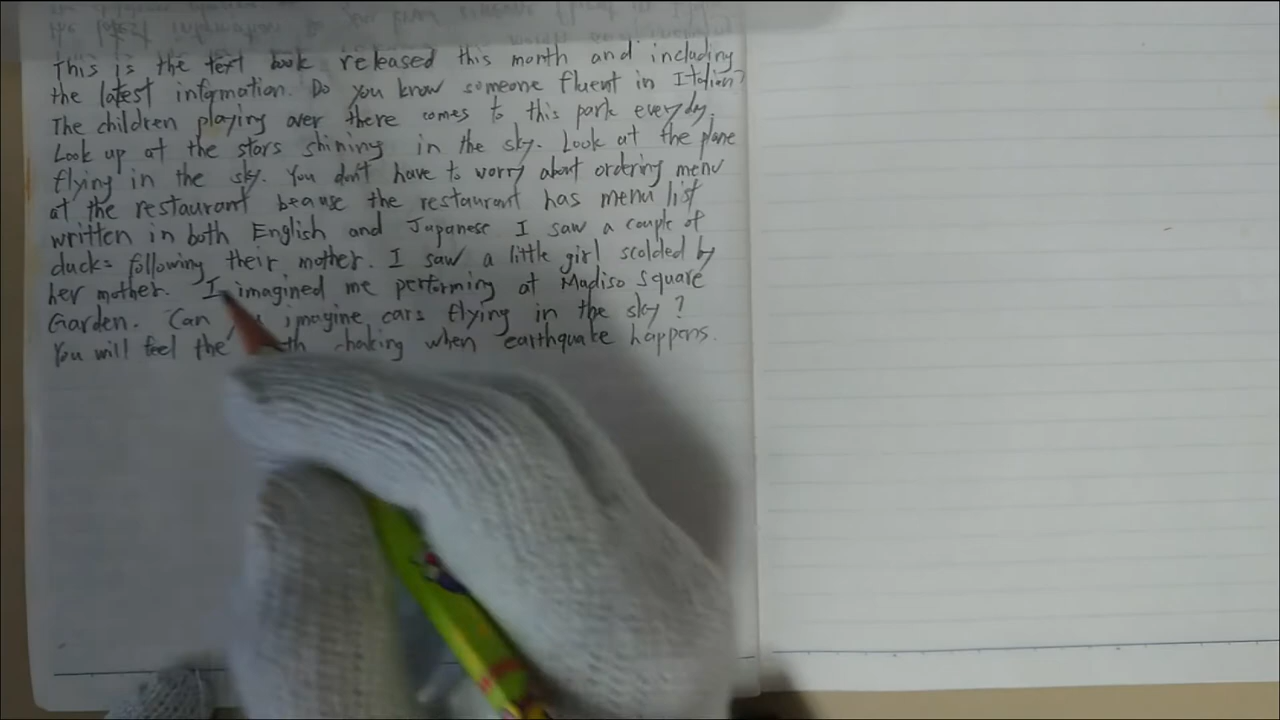 This is the text book released this month and including
the latest information. Do you know someone fluent in Italian?
The children playing over there comes to this park everyday.
Look up at the stars shining in the sky. Look at the plane
flying in the sky. You don't have to worry about ordering menu
at the restaurant beause the restaurant has menu list
written in both English and Japanese I saw a couple of
ducks following their mother. I saw a little girl scolded by
her mother. I imagined me performing at Madiso Square
Garden. Can imagine cars flying in the sky?
You will feel the shaking when earthquake happens.